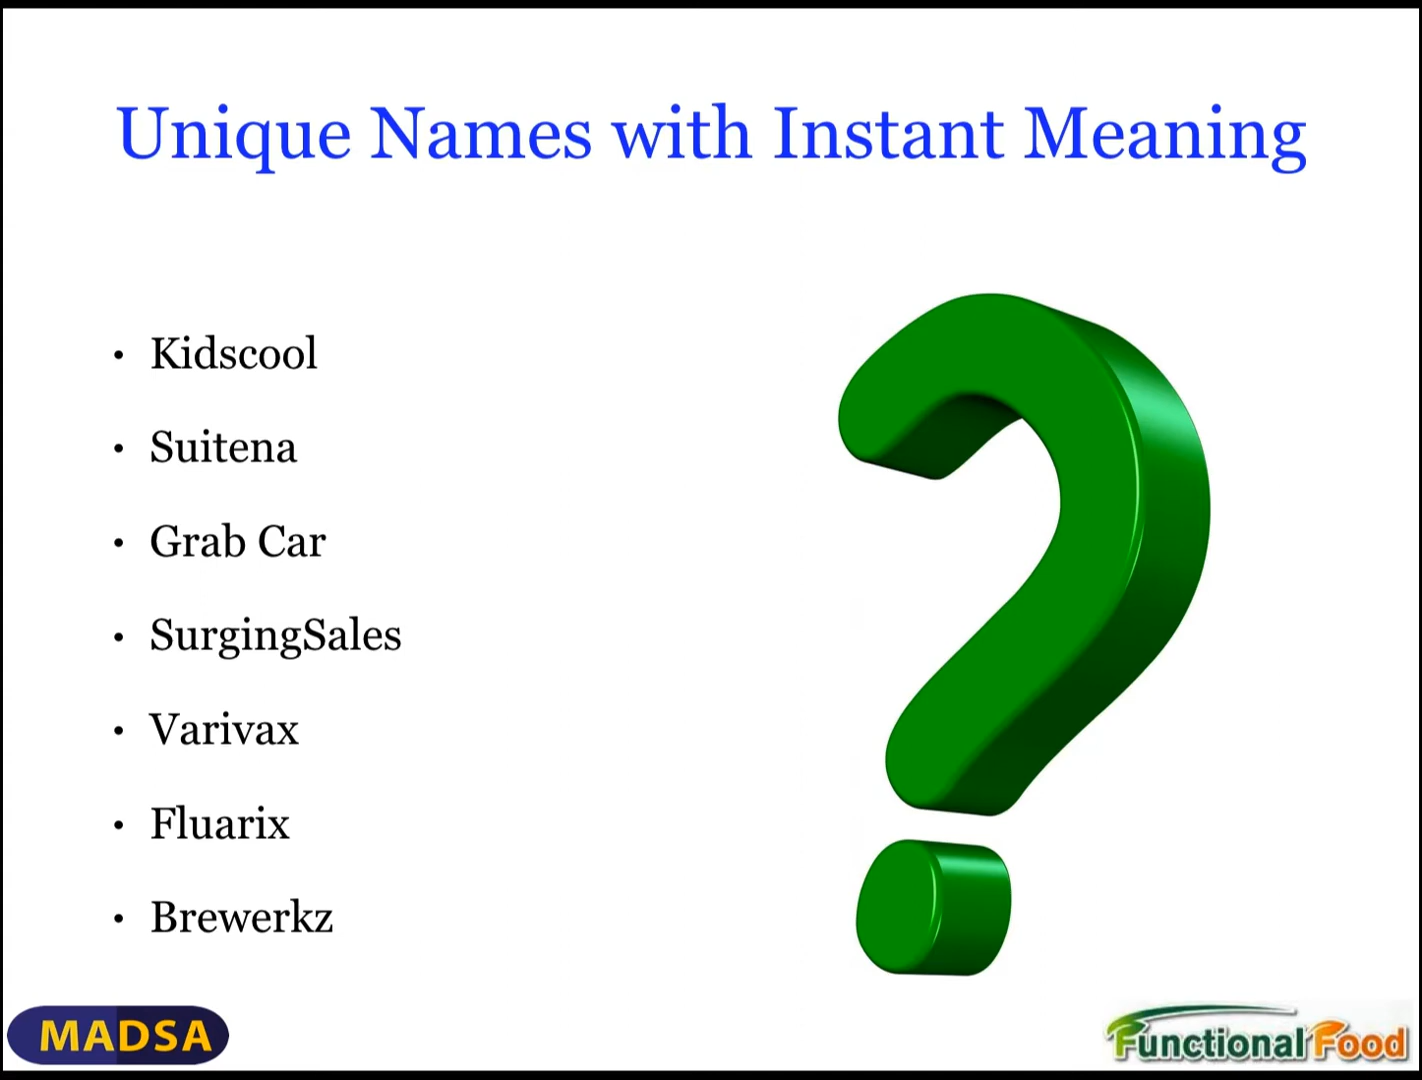 Unique Names with Instant Meaning
• Kidscool
• Suitena
• Grab Car
• SurgingSales
• Varivax
• Fluarix
• Brewerkz
MADSA
Functional Food